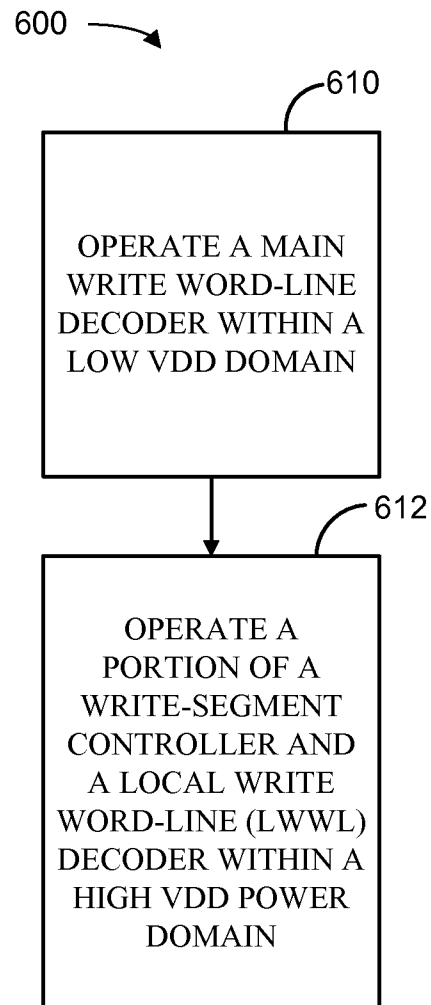 600
610
OPERATE A MAIN
WRITE WORD-LINE
DECODER WITHIN A
LOW VDD DOMAIN
612
OPERATE A
PORTION OF A
WRITE-SEGMENT
CONTROLLER AND
A LOCAL WRITE
WORD-LINE (LWWL)
DECODER WITHIN A
HIGH VDD POWER
DOMAIN